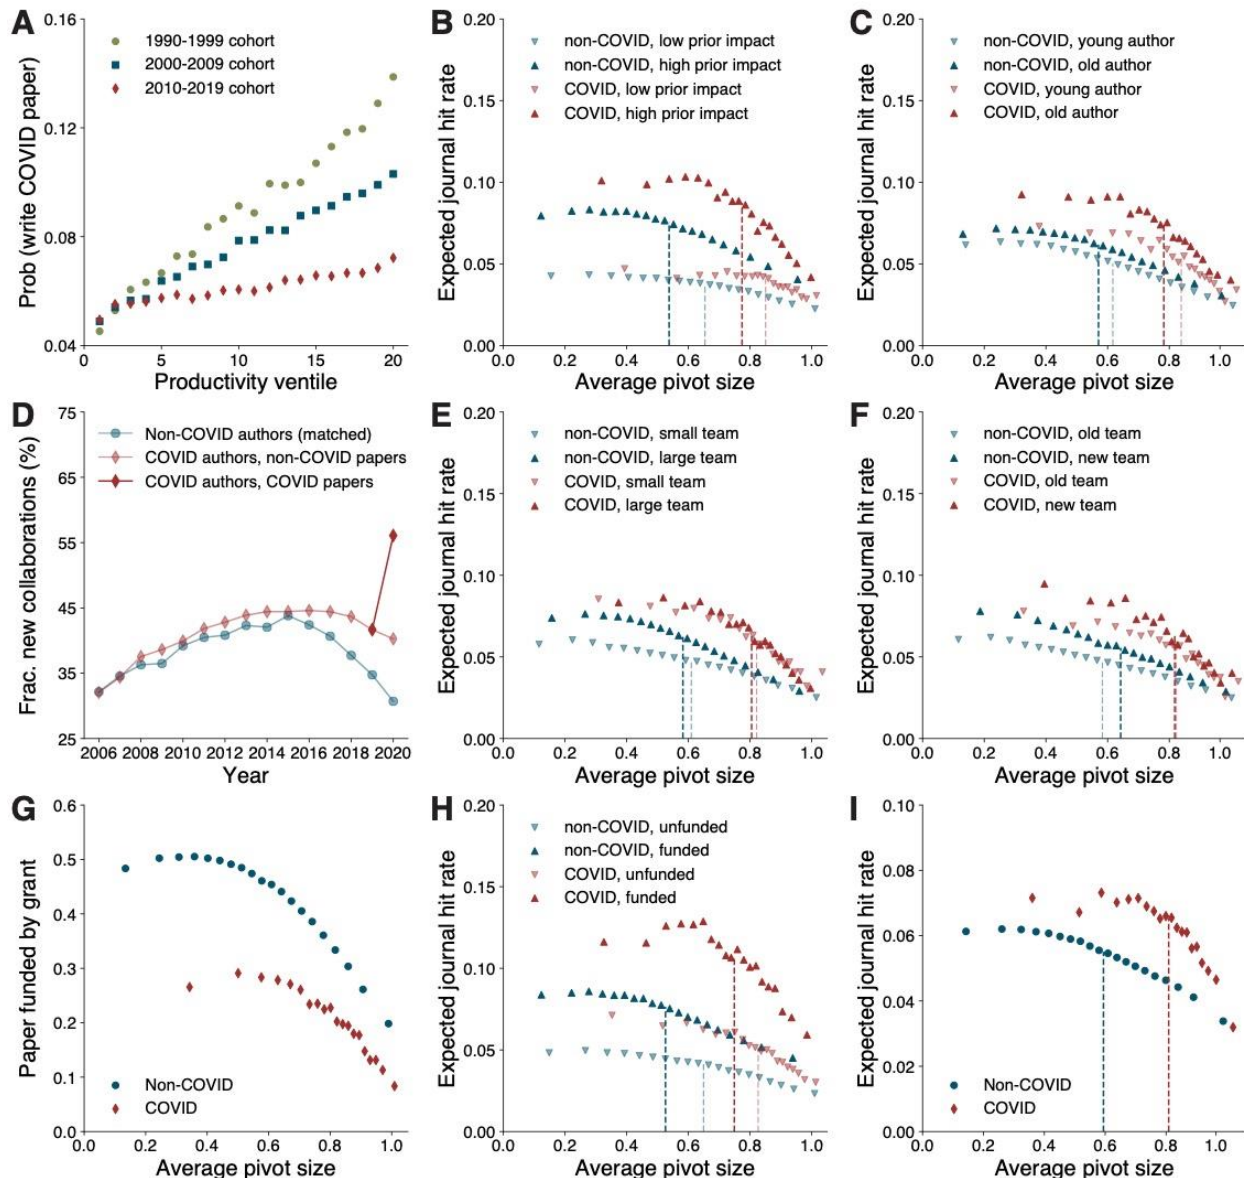 A
Prob (write COVID paper)
0.16
0.12
0.08
0.04
1990-1999 cohort
2000-2009 cohort
2010-2019 cohort
0 5 10 15 20
Productivity ventile
B
Expected journal hit rate
0.20
0.15
0.10
0.05
0.00
non-COVID, low prior impact
non-COVID, high prior impact
COVID, low prior impact
COVID, high prior impact
0.0 0.2 0.4 0.6 0.8 1.0
Average pivot size
C
Expected journal hit rate
0.20
0.15
0.10
0.05
0.00
non-COVID, young author
non-COVID, old author
COVID, young author
COVID, old author
0.0 0.2 0.4 0.6 0.8 1.0
Average pivot size
D
Frac. new collaborations (%)
75
65
55
45
35
25
Non-COVID authors (matched)
COVID authors, non-COVID papers
COVID authors, COVID papers
2006 2008 2010 2012 2014 2016 2018 2020
Year
E
Expected journal hit rate
0.20
0.15
0.10
0.05
0.00
non-COVID, small team
non-COVID, large team
COVID, small team
COVID, large team
0.0 0.2 0.4 0.6 0.8 1.0
Average pivot size
F
Expected journal hit rate
0.20
0.15
0.10
0.05
0.00
non-COVID, old team
non-COVID, new team
COVID, old team
COVID, new team
0.0 0.2 0.4 0.6 0.8 1.0
Average pivot size
G
Paper funded by grant
0.6
0.5
0.4
0.3
0.2
0.1
0.0
Non-COVID
COVID
0.0 0.2 0.4 0.6 0.8 1.0
Average pivot size
H
Expected journal hit rate
0.20
0.15
0.10
0.05
0.00
non-COVID, unfunded
non-COVID, funded
COVID, unfunded
COVID, funded
0.0 0.2 0.4 0.6 0.8 1.0
Average pivot size
I
Expected journal hit rate
0.10
0.08
0.06
0.04
0.02
0.00
Non-COVID
COVID
0.0 0.2 0.4 0.6 0.8 1.0
Average pivot size